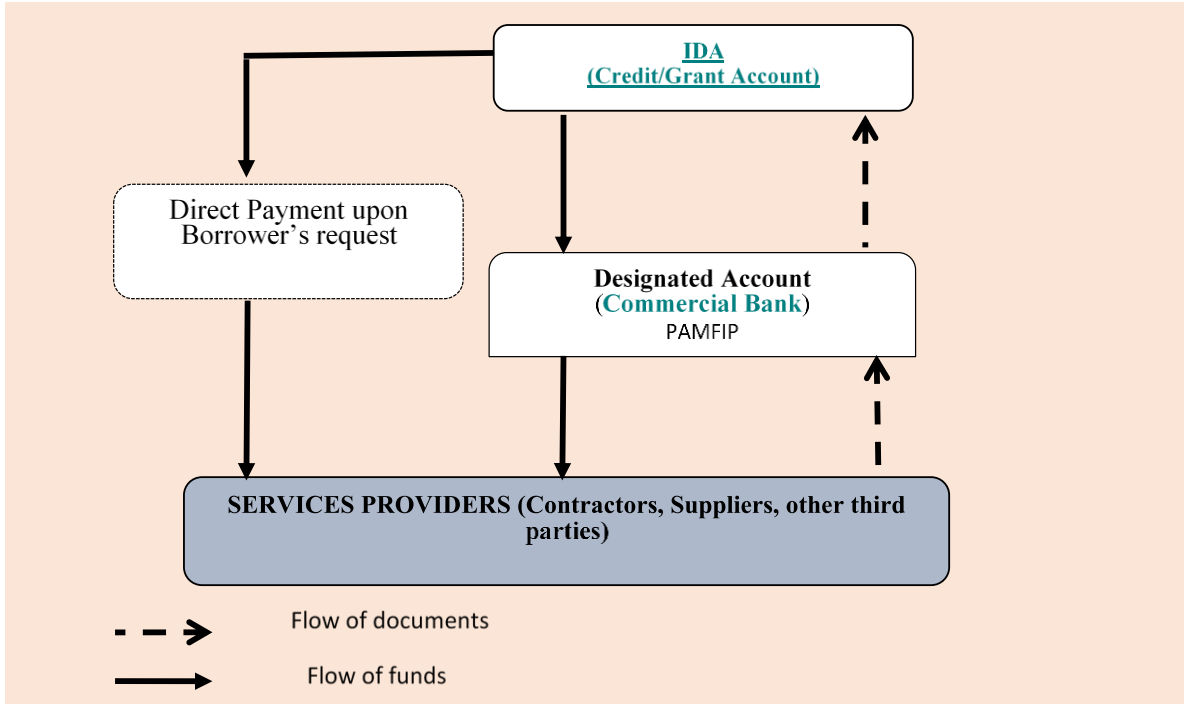 IDA
(Credit/Grant Account)
Direct Payment upon
Borrower’s request
Designated Account
(Commercial Bank)
PAMFIP
SERVICES PROVIDERS (Contractors, Suppliers, other third
parties)
Flow of documents
Flow of funds